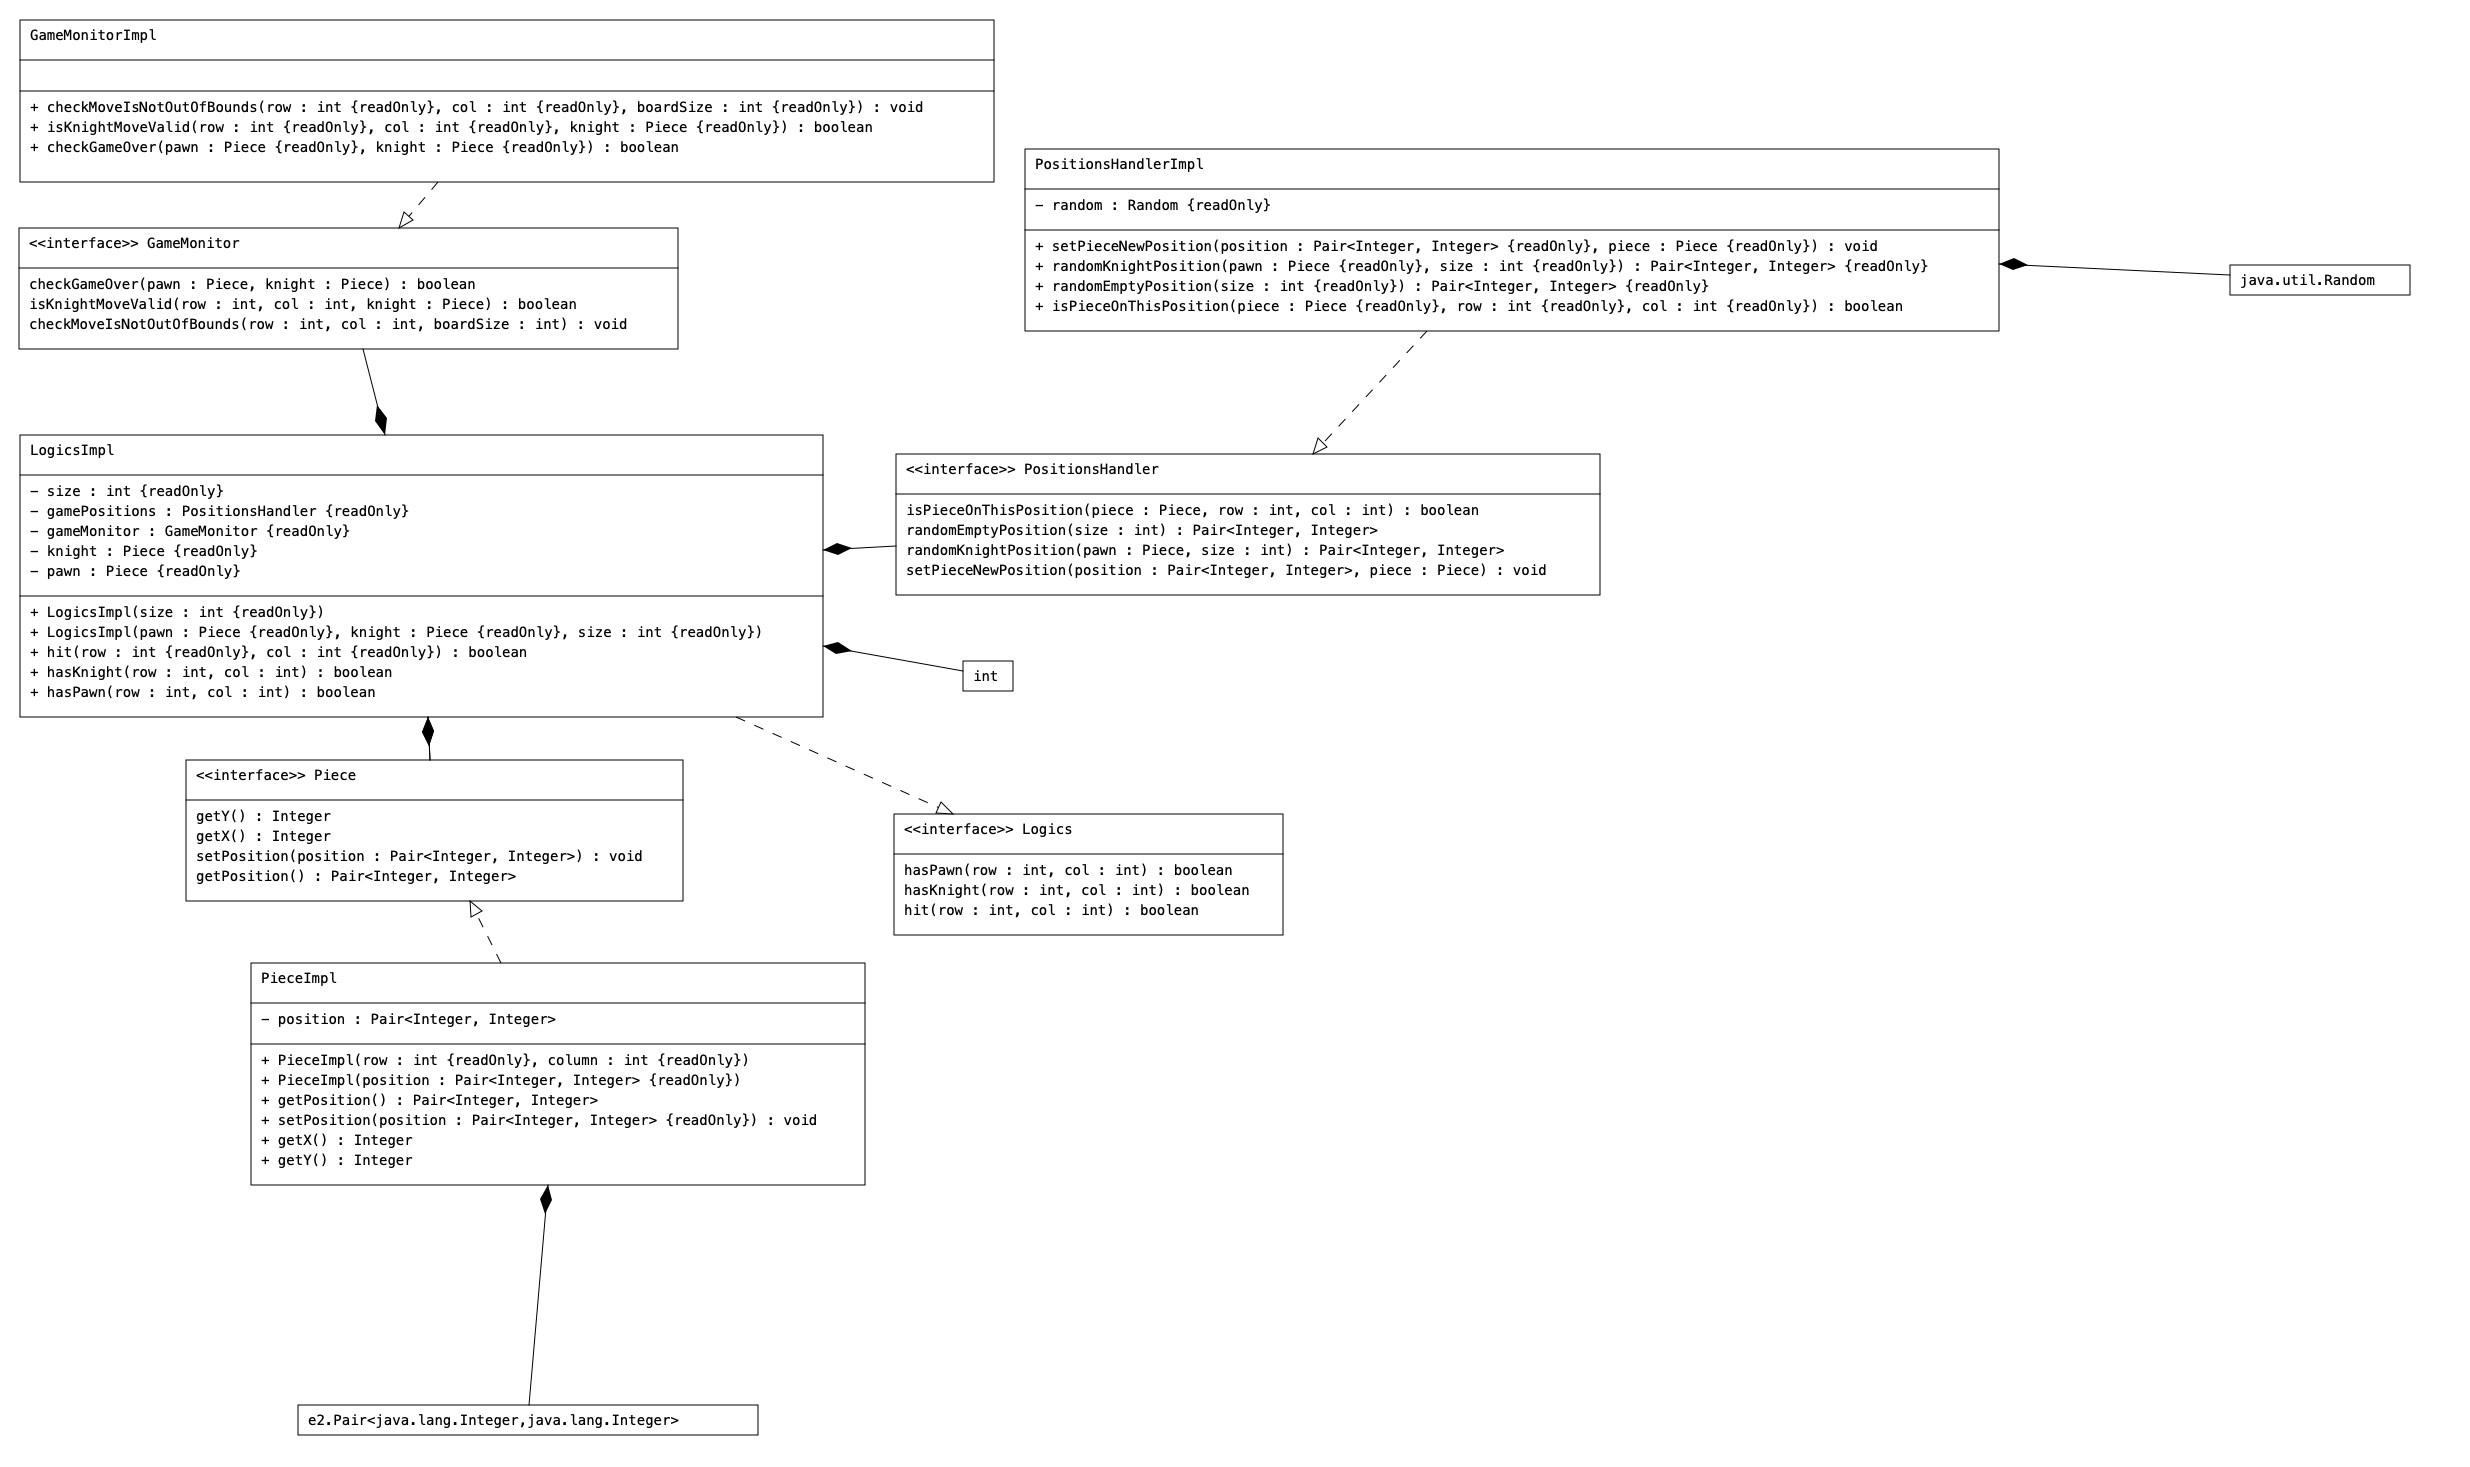 GameMonitorImpl
+ checkMoveIsNotOutOfBounds(row : int {readOnly}, col : int {readOnly}, boardSize : int {readOnly}) : void
+ isKnightMoveValid(row : int {readOnly}, col : int {readOnly}, knight : Piece {readOnly}) : boolean
+ checkGameOver(pawn : Piece {readOnly}, knight : Piece {readOnly}) : boolean
PositionsHandlerImpl
− random : Random {readOnly}
+ setPieceNewPosition(position : Pair<Integer, Integer> {readOnly}, piece : Piece {readOnly}) : void
+ randomKnightPosition(pawn : Piece {readOnly}, size : int {readOnly}) : Pair<Integer, Integer> {readOnly}
+ randomEmptyPosition(size : int {readOnly}) : Pair<Integer, Integer> {readOnly}
+ isPieceOnThisPosition(piece : Piece {readOnly}, row : int {readOnly}, col : int {readOnly}) : boolean
java.util.Random
<<interface>> GameMonitor
checkGameOver(pawn : Piece, knight : Piece) : boolean
isKnightMoveValid(row : int, col : int, knight : Piece) : boolean
checkMoveIsNotOutOfBounds(row : int, col : int, boardSize : int) : void
LogicsImpl
− size : int {readOnly}
− gamePositions : PositionsHandler {readOnly}
− gameMonitor : GameMonitor {readOnly}
− knight : Piece {readOnly}
− pawn : Piece {readOnly}
+ LogicsImpl(size : int {readOnly})
+ LogicsImpl(pawn : Piece {readOnly}, knight : Piece {readOnly}, size : int {readOnly})
+ hit(row : int {readOnly}, col : int {readOnly}) : boolean
+ hasKnight(row : int, col : int) : boolean
+ hasPawn(row : int, col : int) : boolean
<<interface>> PositionsHandler
isPieceOnThisPosition(piece : Piece, row : int, col : int) : boolean
randomEmptyPosition(size : int) : Pair<Integer, Integer>
randomKnightPosition(pawn : Piece, size : int) : Pair<Integer, Integer>
setPieceNewPosition(position : Pair<Integer, Integer>, piece : Piece) : void
int
<<interface>> Piece
getY() : Integer
getX() : Integer
setPosition(position : Pair<Integer, Integer>) : void
getPosition() : Pair<Integer, Integer>
<<interface>> Logics
hasPawn(row : int, col : int) : boolean
hasKnight(row : int, col : int) : boolean
hit(row : int, col : int) : boolean
PieceImpl
− position : Pair<Integer, Integer>
+ PieceImpl(row : int {readOnly}, column : int {readOnly})
+ PieceImpl(position : Pair<Integer, Integer> {readOnly})
+ getPosition() : Pair<Integer, Integer>
+ setPosition(position : Pair<Integer, Integer> {readOnly}) : void
+ getX() : Integer
+ getY() : Integer
e2.Pair<java.lang.Integer,java.lang.Integer>